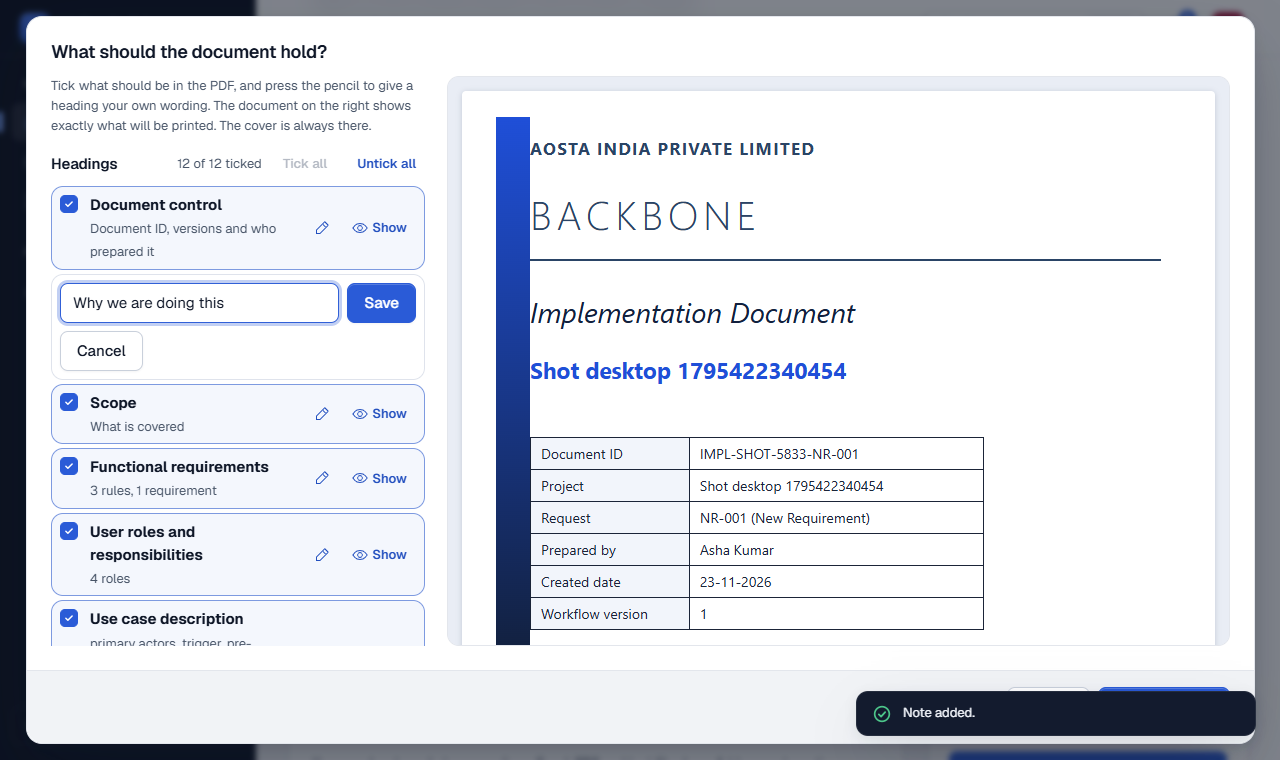 What should the document hold?
Tick what should be in the PDF, and press the pencil to give a
heading your own wording. The document on the right shows
exactly what will be printed. The cover is always there.
Headings 12 of 12 ticked Tick all Untick all
Document control
Document ID, versions and who
prepared it
Show
Why we are doing this
Save
Cancel
Scope
What is covered
Show
Functional requirements
3 rules, 1 requirement
Show
User roles and
responsibilities
4 roles
Show
Use case description
primary actors, trigger, pre-
AOSTA INDIA PRIVATE LIMITED
BACKBONE
Implementation Document
Shot desktop 1795422340454
Document ID IMPL-SHOT-5833-NR-001
Project Shot desktop 1795422340454
Request NR-001 (New Requirement)
Prepared by Asha Kumar
Created date 23-11-2026
Workflow version 1
Note added.